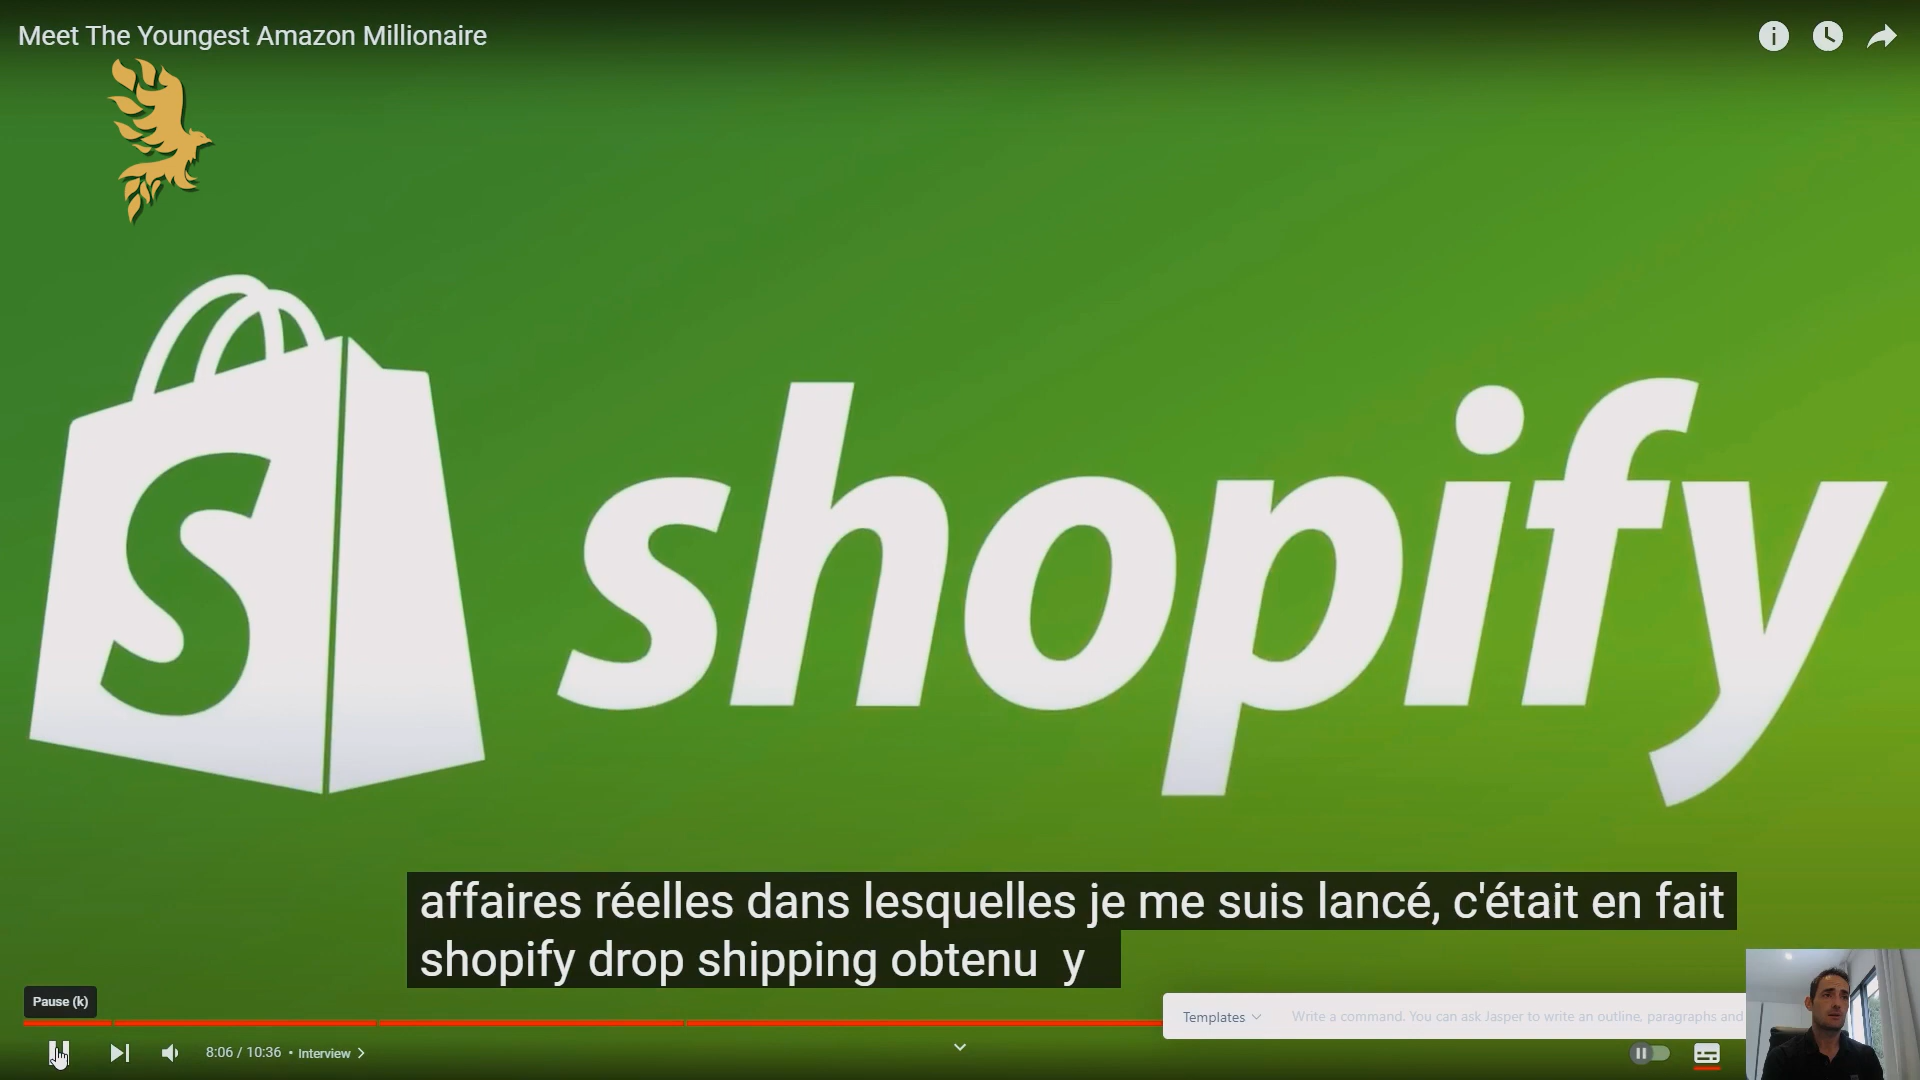 Meet The Youngest Amazon Millionaire
S
shopify
affaires réelles dans lesquelles je me suis lancé, c'était en fait
shopify drop shipping obtenu y
Pause (k)
Templates Write a command. You can ask Jasper to write an outline, paragraphs and
8:06 / 10:36 • Interview